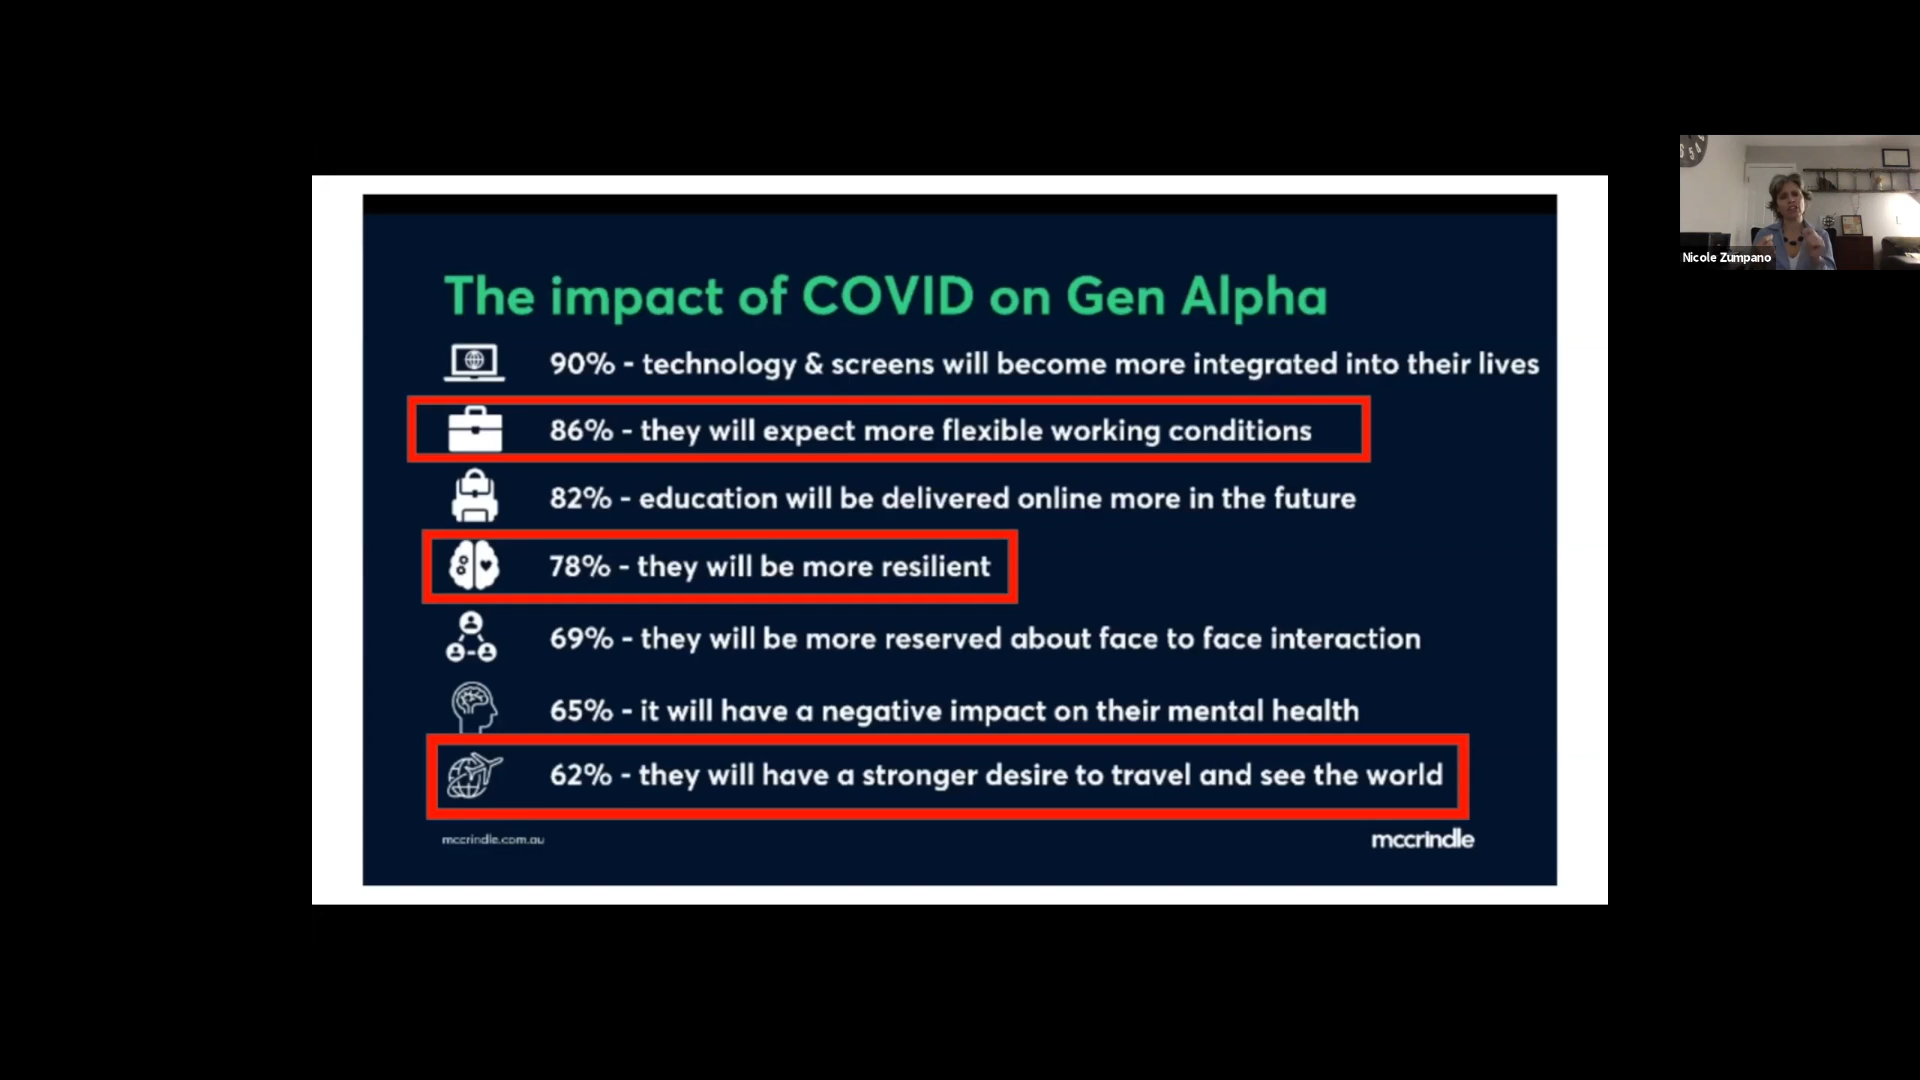 The impact of COVID on Gen Alpha
90% - technology & screens will become more integrated into their lives
86% - they will expect more flexible working conditions
82% - education will be delivered online more in the future
78% - they will be more resilient
69% - they will be more reserved about face to face interaction
65% - it will have a negative impact on their mental health
62% - they will have a stronger desire to travel and see the world
mccrindle.com.au
mccrindle
Nicole Zumpano